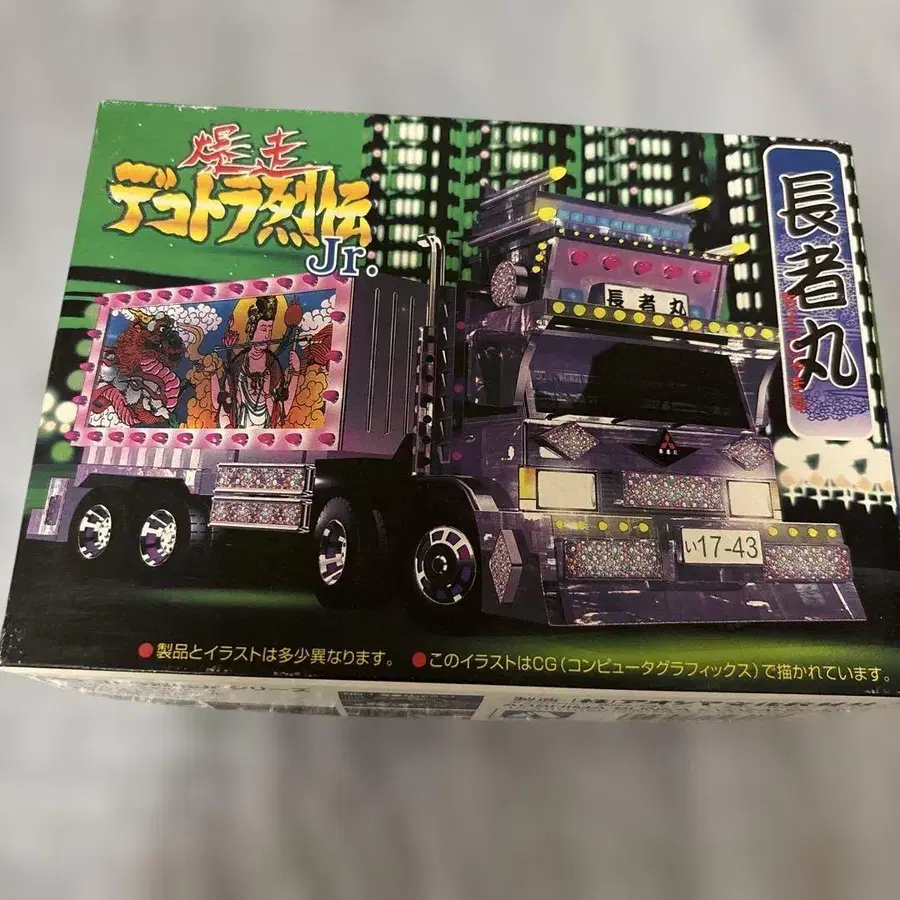 爆走
デコトラ烈伝
Jr.
長者丸
長者丸
い17-43
●製品とイラストは多少異なります。 ●このイラストはCG(コンピュータグラフィックス)で描かれています。